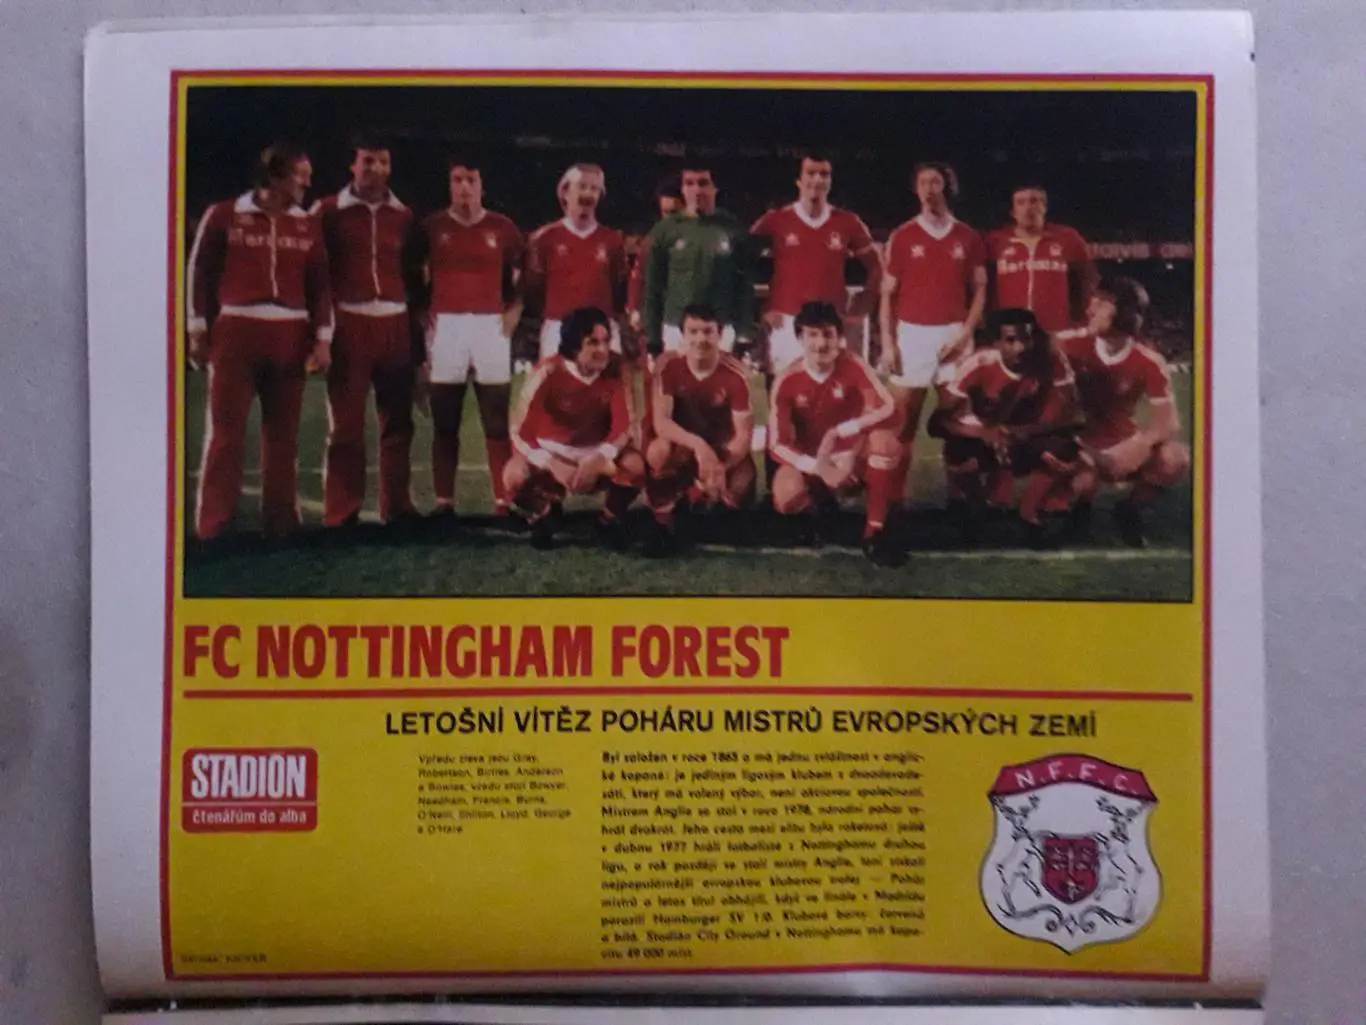 Marsmar
FC NOTTINGHAM FOREST
LETOŠNÍ VÍTĚZ POHÁRU MISTRŮ EVROPSKÝCH ZEMÍ
STADIÓN
čtenářům do alba
Vpředu zleva jsou Gray,
Robertson, Birtles, Anderson
a Bowles, vzadu stojí Bowyer,
Needham, Francis, Burns,
O'Neill, Shilton, Lloyd, George
a O'Hare
Byl založen v roce 1865 a má jednu zvláštnost v anglic-
ké kopané: je jediným ligovým klubem z dvaadevade-
sáti, který má volený výbor, není akciovou společností.
Mistrem Anglie se stal v roce 1978, národní pohár vy-
hrál dvakrát. Jeho cesta mezi elitu byla raketová: ještě
v dubnu 1977 hráli fotbalisté z Nottinghamu druhou
ligu, a rok později se stali mistry Anglie, loni získali
nejpopulárnější evropskou klubovou trofej — Pohár
mistrů a letos titul obhájili, když ve finále v Madridu
porazili Hamburger SV 1:0. Klubové barvy: červená
a bílá. Stadión City Ground v Nottinghamu má kapa-
citu 49 000 míst.
N.F.F.C.
Snímek: KICKER